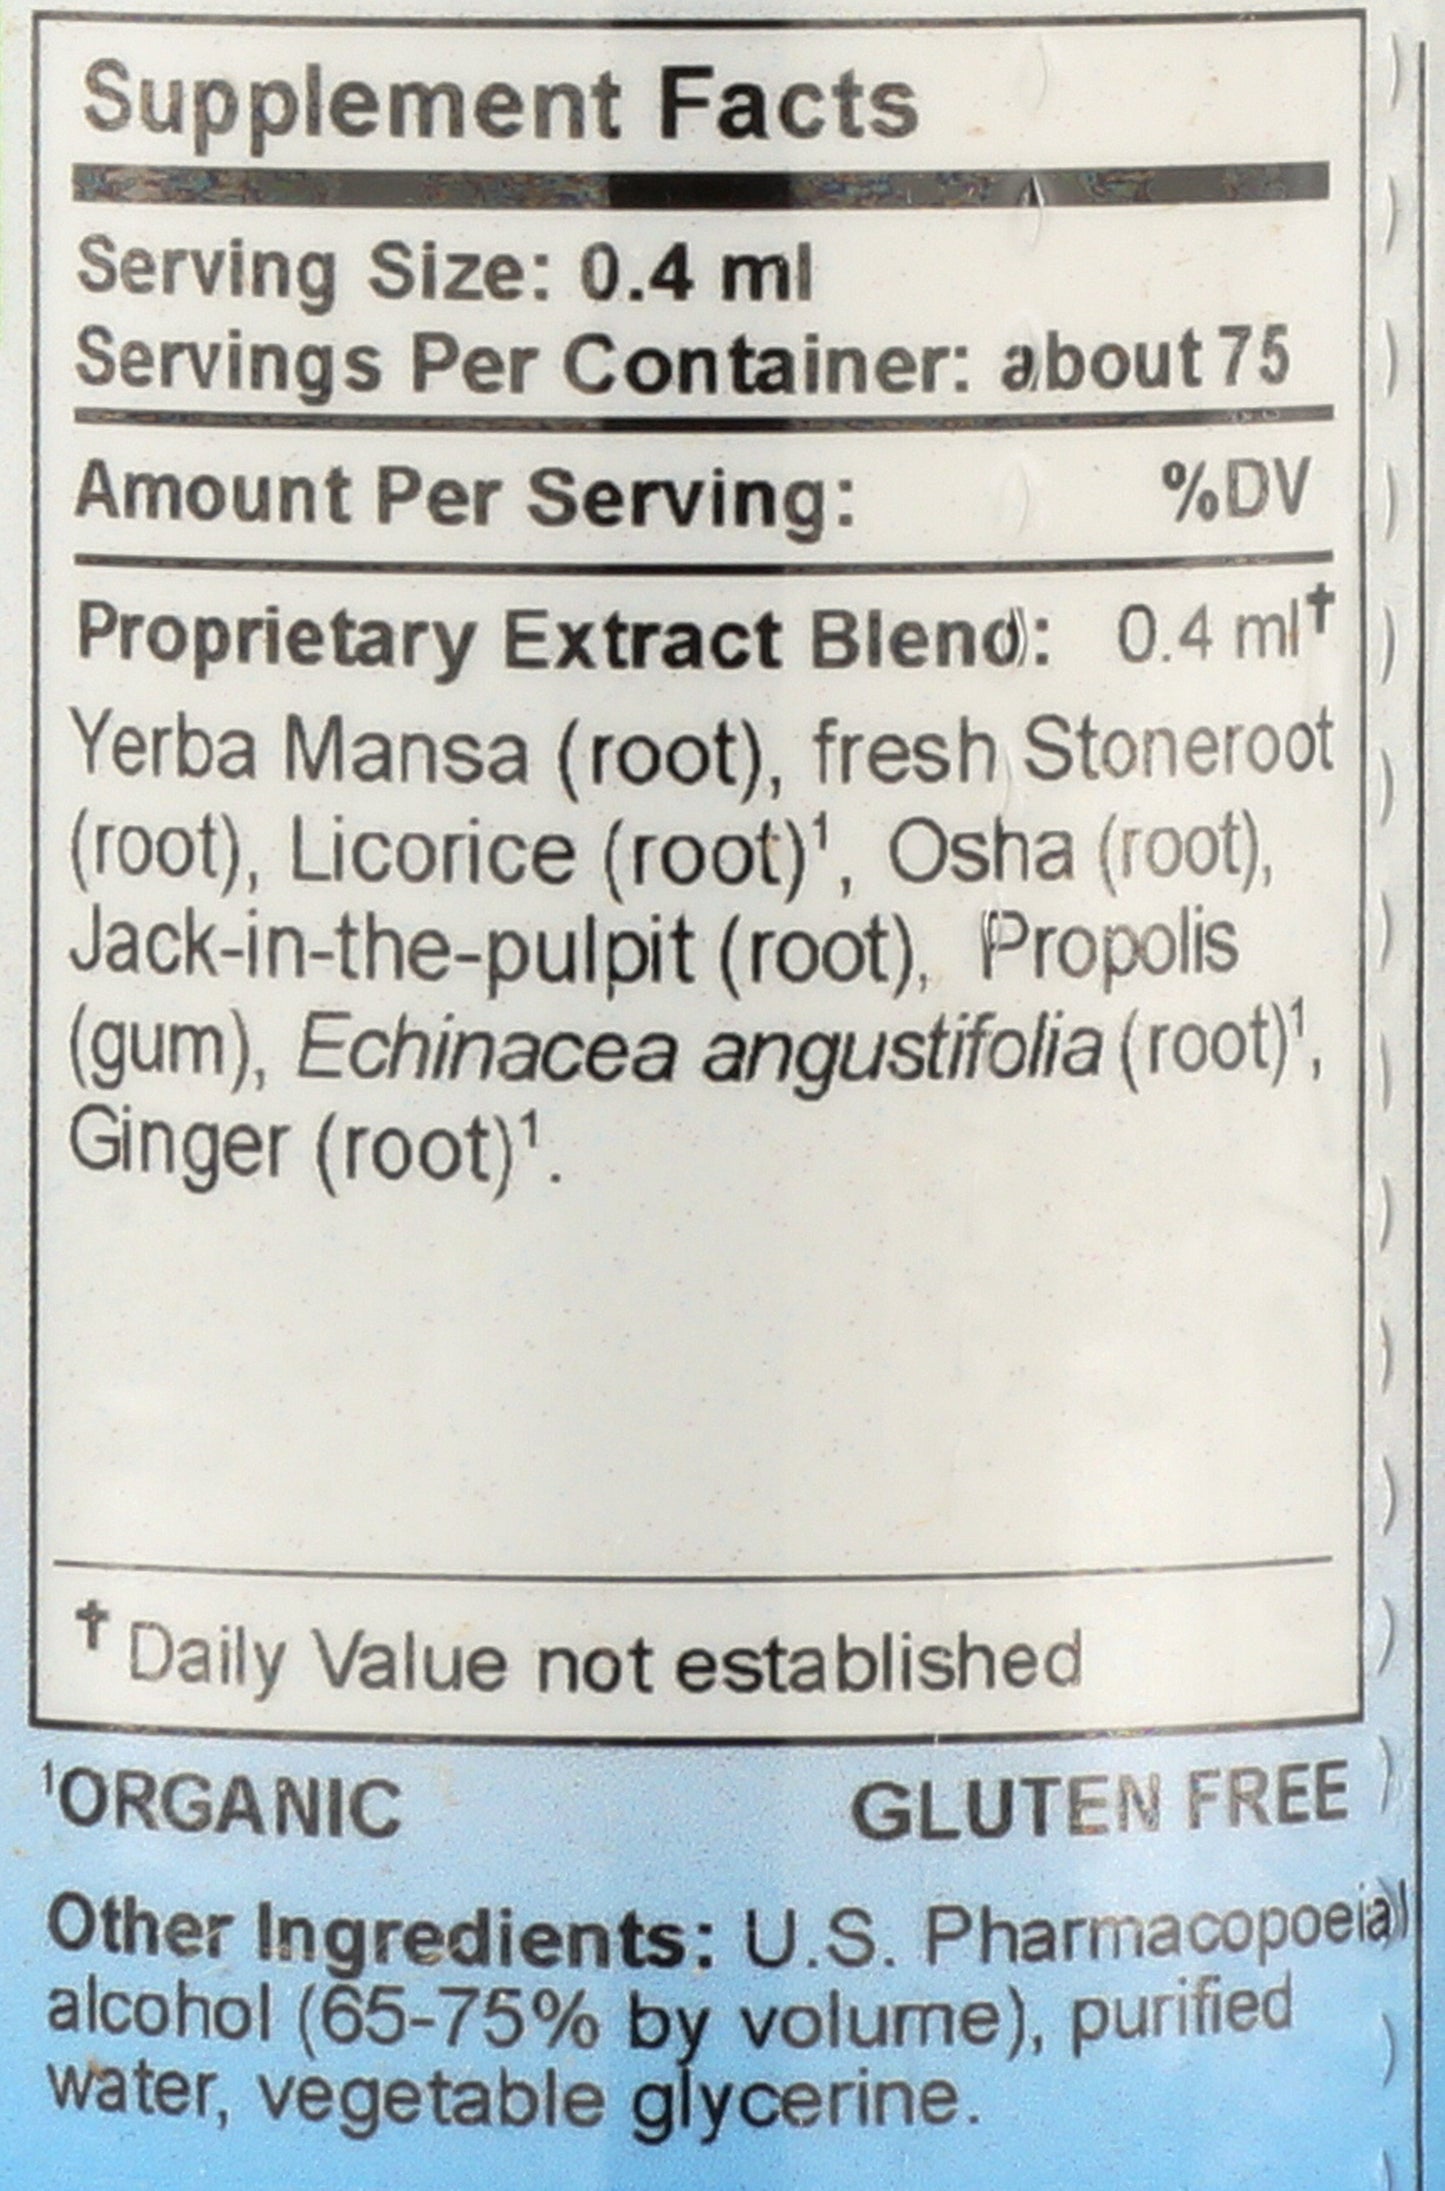 Supplement Facts
Serving Size: 0.4 ml
Servings Per Container: about 75
Amount Per Serving: %DV
Proprietary Extract Blend: 0.4 ml†
Yerba Mansa (root), fresh Stoneroot
(root), Licorice (root)¹, Osha (root),
Jack-in-the-pulpit (root), Propolis
(gum), Echinacea angustifolia (root)¹,
Ginger (root)¹.
† Daily Value not established
¹ORGANIC GLUTEN FREE
Other Ingredients: U.S. Pharmacopoeial
alcohol (65-75% by volume), purified
water, vegetable glycerine.